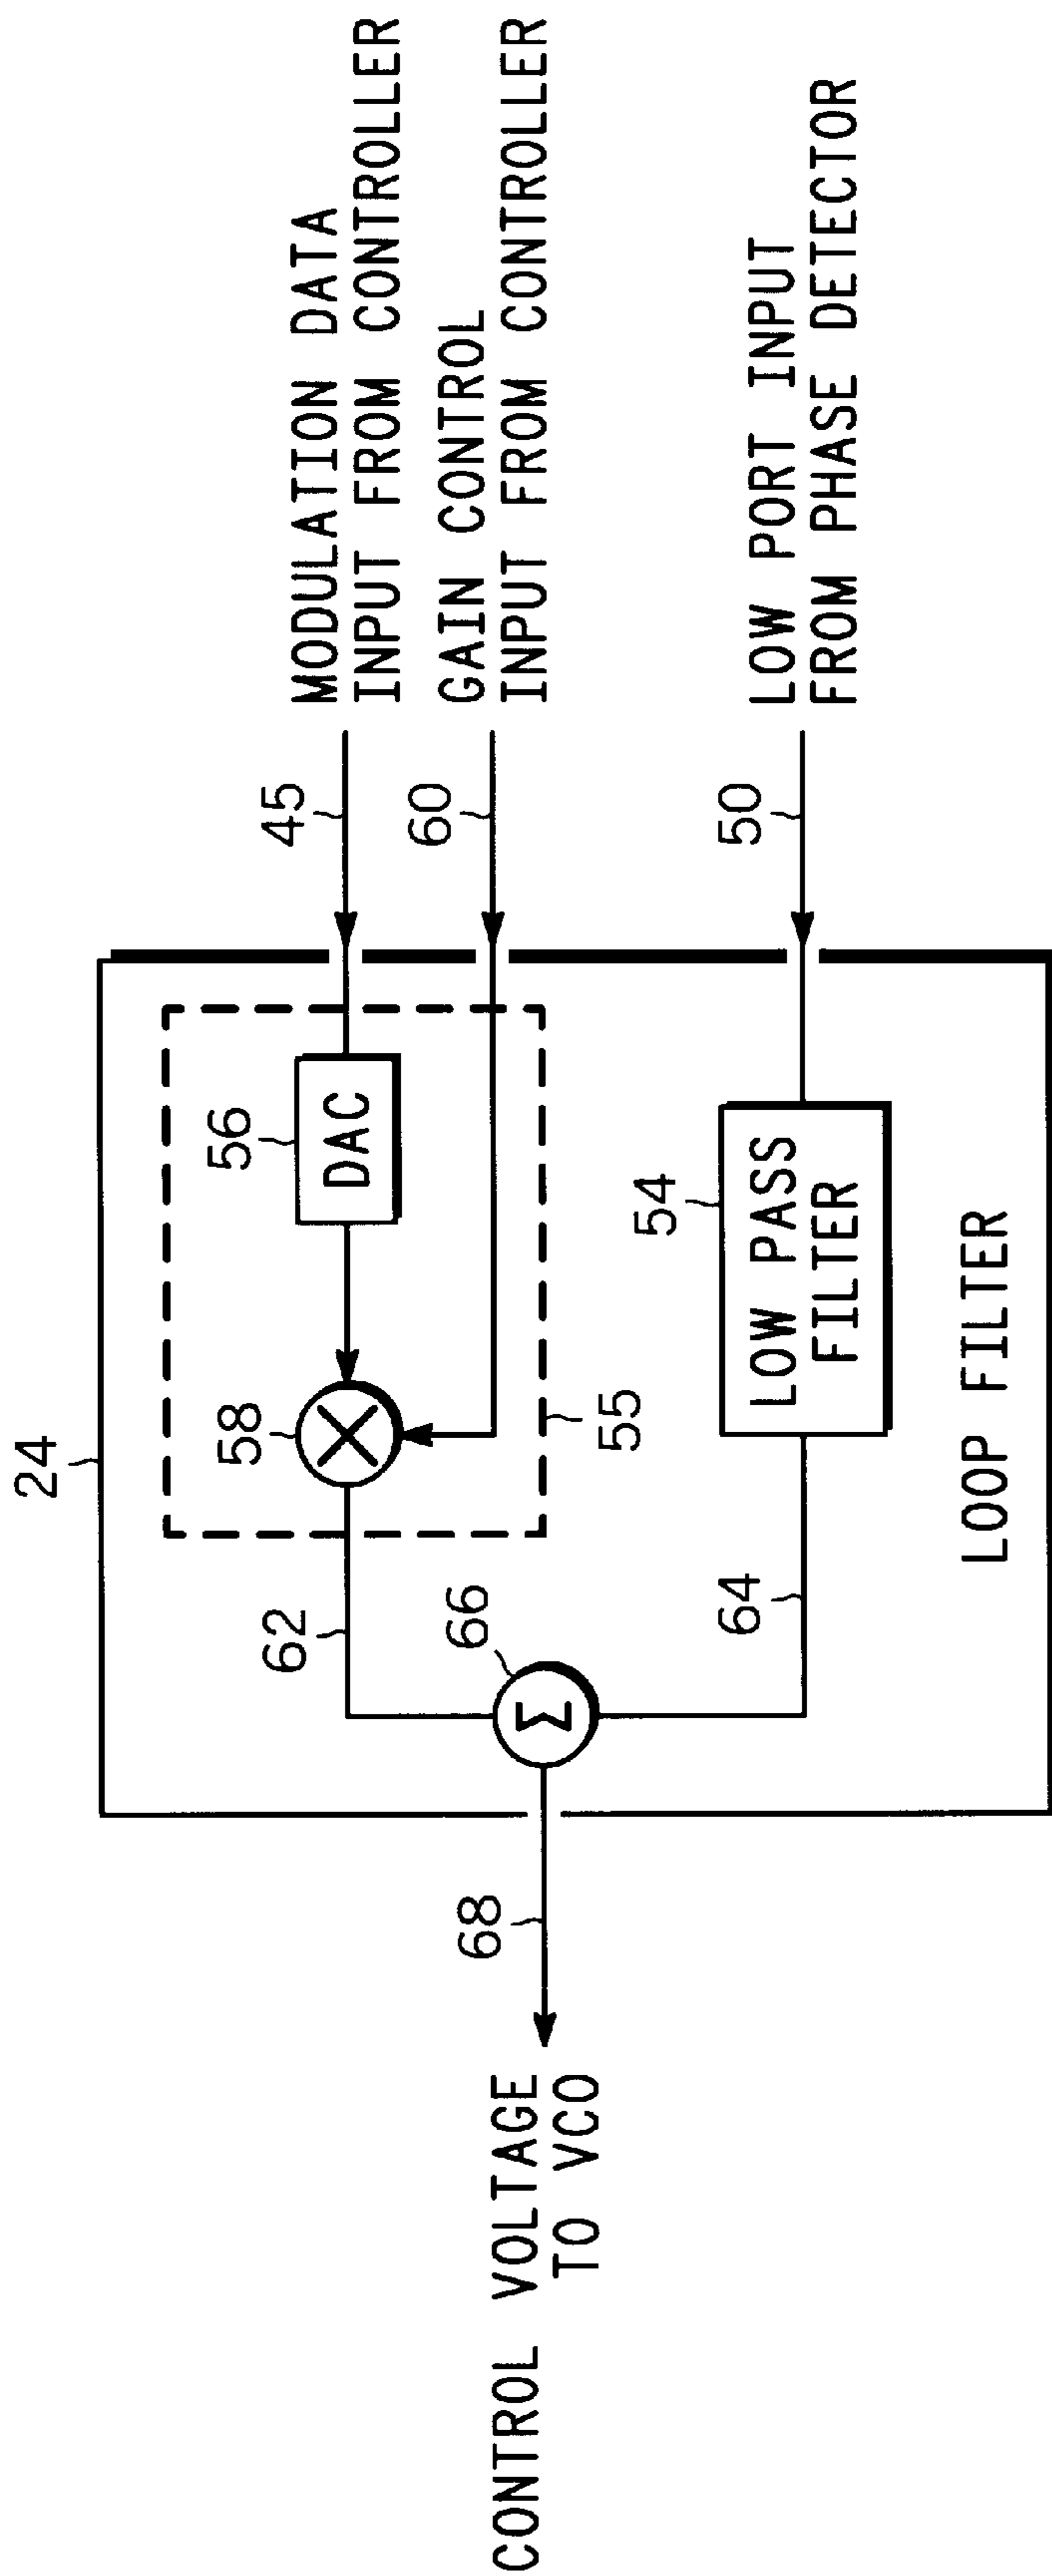 24
MODULATION DATA
INPUT FROM CONTROLLER
45
56
DAC
58
62
GAIN CONTROL
INPUT FROM CONTROLLER
60
66
Σ
55
CONTROL VOLTAGE
TO VCO
68
LOW PORT INPUT
FROM PHASE DETECTOR
50
54
LOW PASS
FILTER
64
LOOP FILTER